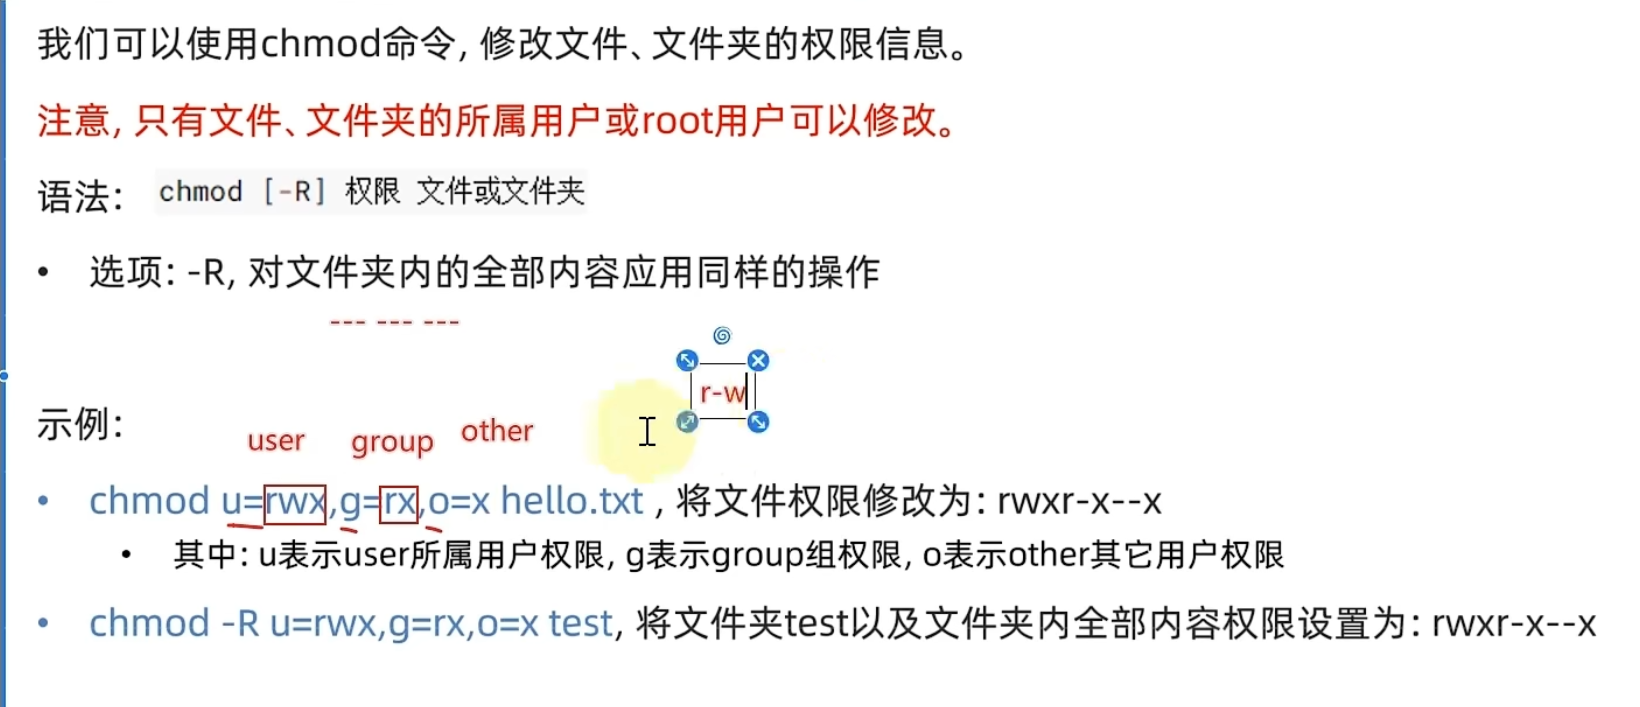 我们可以使用chmod命令, 修改文件、文件夹的权限信息。
注意, 只有文件、文件夹的所属用户或root用户可以修改。
语法: chmod [-R] 权限 文件或文件夹
• 选项: -R, 对文件夹内的全部内容应用同样的操作
--- --- ---
r-w
示例:
user group other
• chmod u=rwx,g=rx,o=x hello.txt , 将文件权限修改为: rwxr-x--x
• 其中: u表示user所属用户权限, g表示group组权限, o表示other其它用户权限
• chmod -R u=rwx,g=rx,o=x test, 将文件夹test以及文件夹内全部内容权限设置为: rwxr-x--x